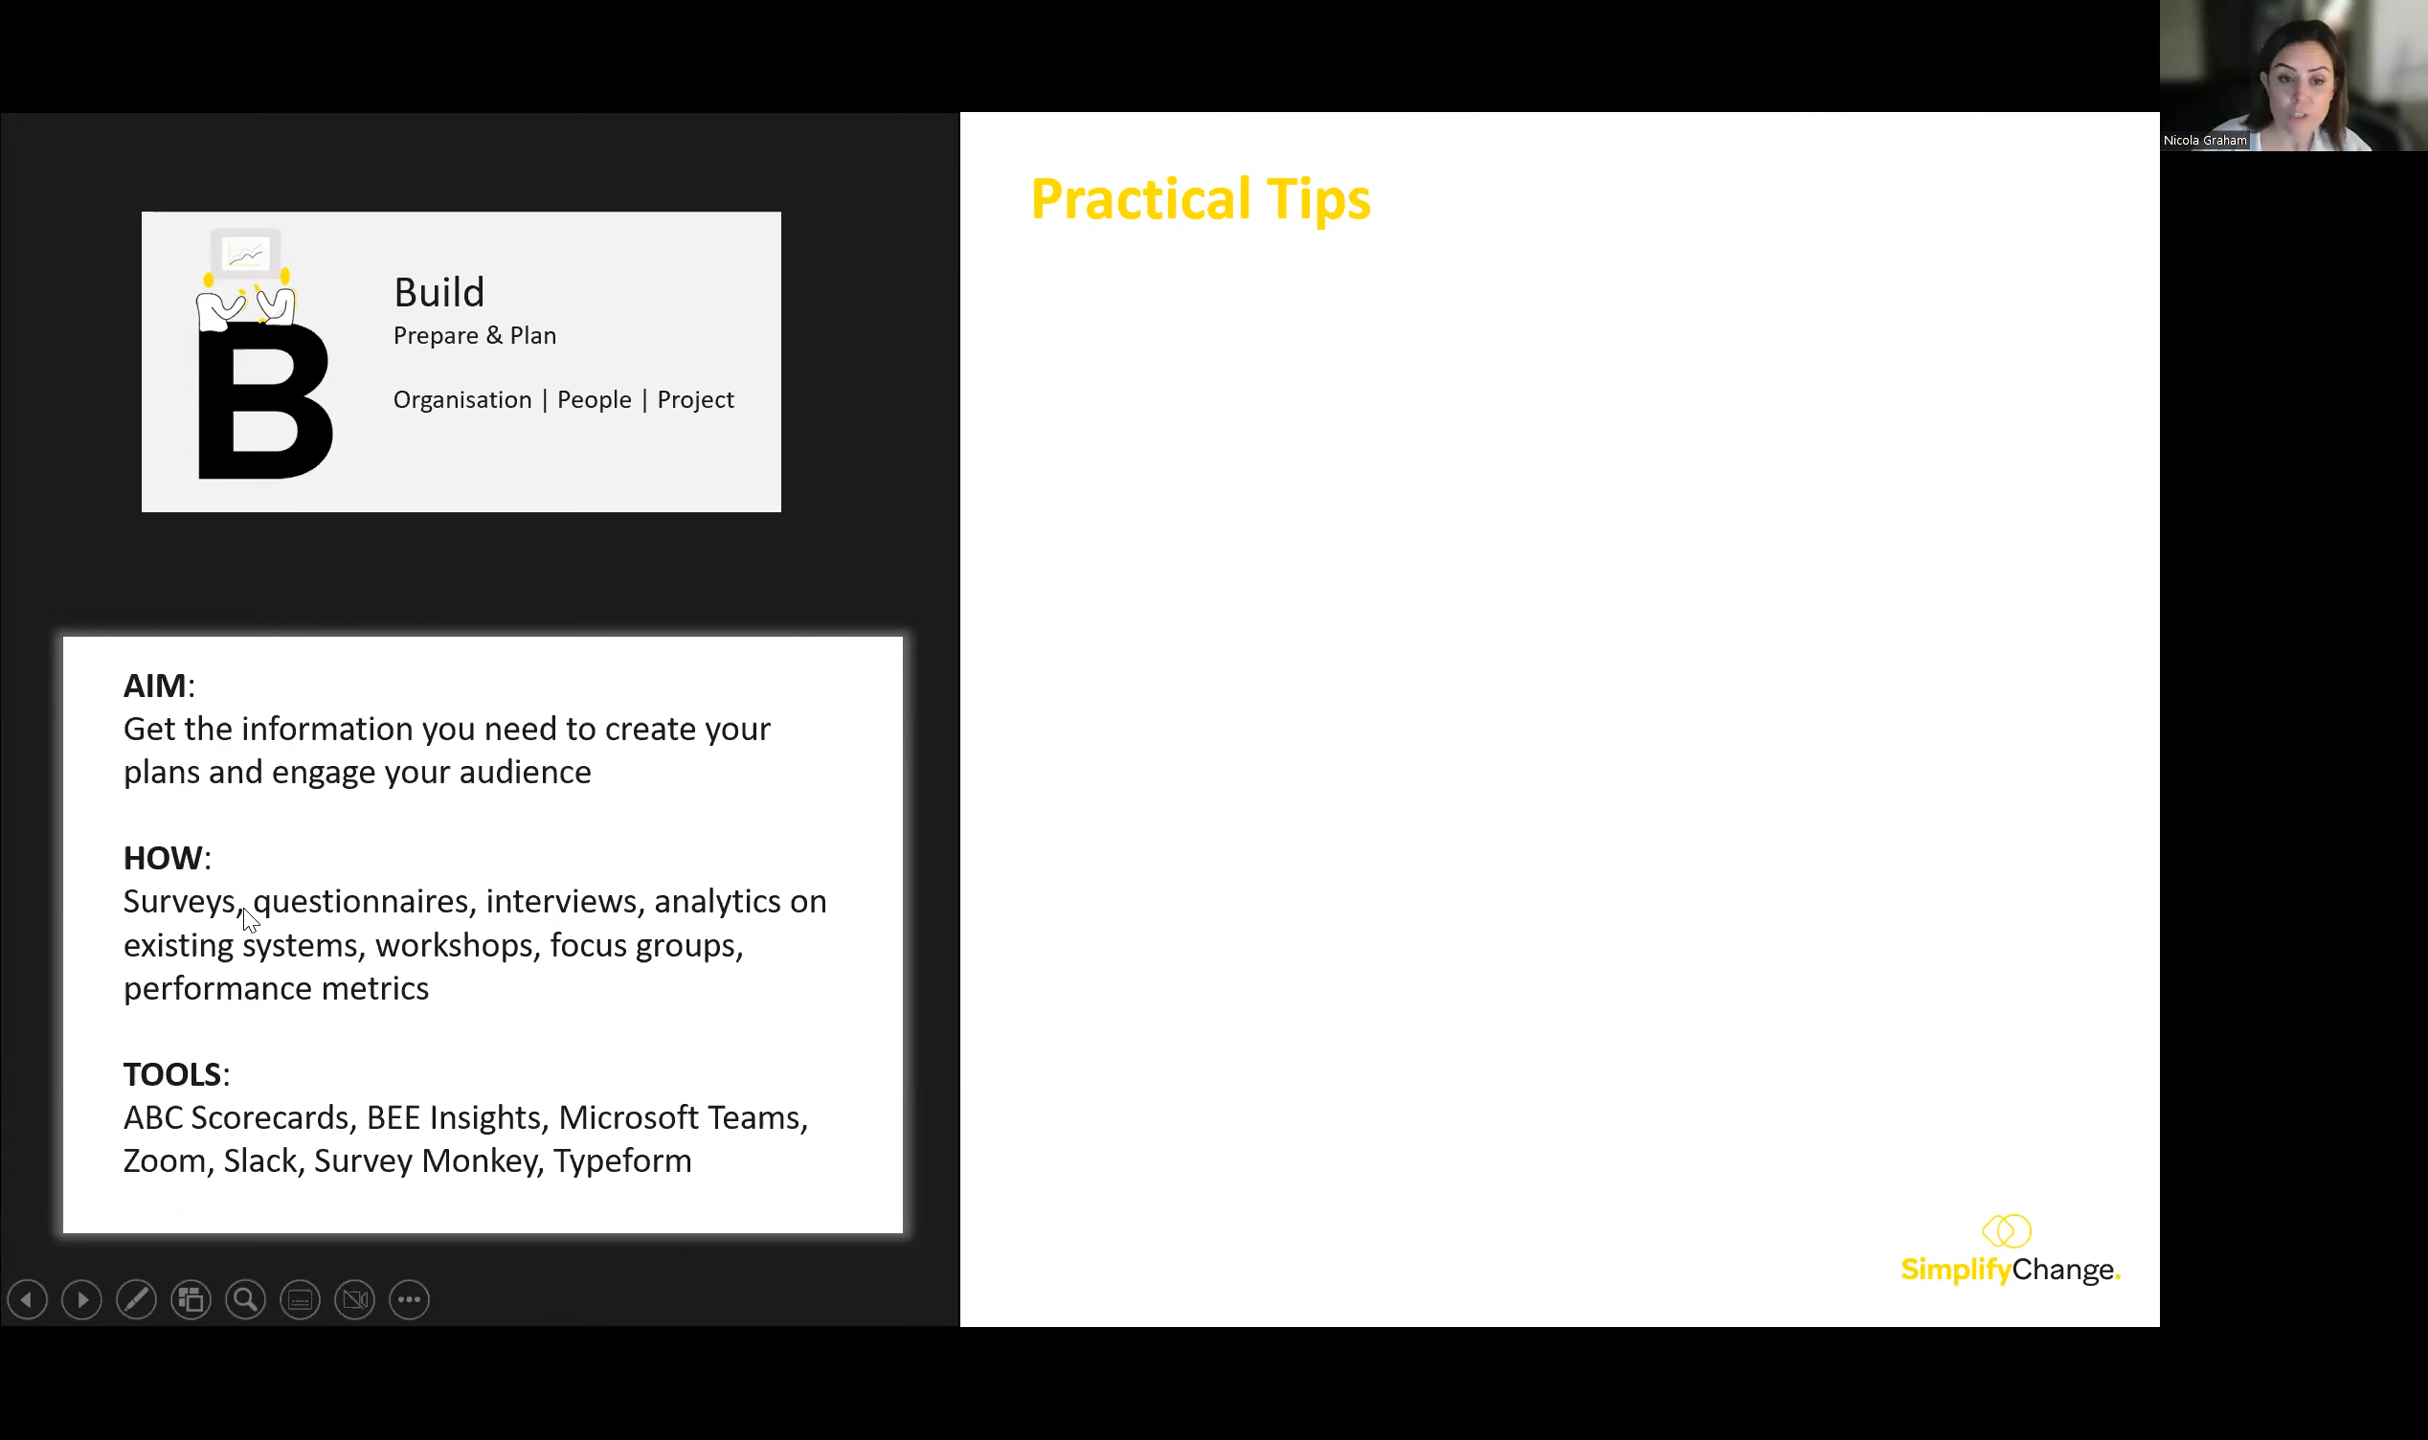 Nicola Graham
Build
Prepare & Plan
Organisation | People | Project
B
AIM:
Get the information you need to create your
plans and engage your audience
HOW:
Surveys, questionnaires, interviews, analytics on
existing systems, workshops, focus groups,
performance metrics
TOOLS:
ABC Scorecards, BEE Insights, Microsoft Teams,
Zoom, Slack, Survey Monkey, Typeform
Practical Tips
SimplifyChange.